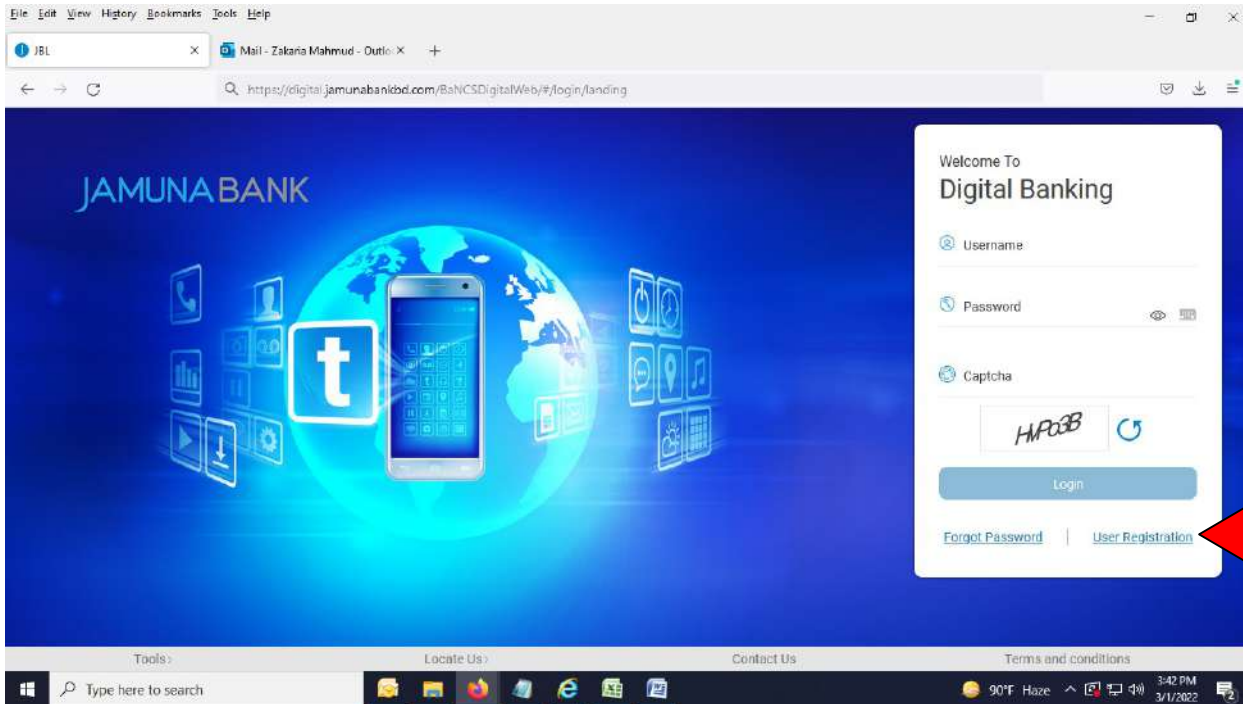 File Edit View History Bookmarks Tools Help
JBL
Mail - Zakaria Mahmud - Outlo
https://digital.jamunabankbd.com/BaNCSDigitalWeb/#/login/landing
JAMUNA BANK
t
Welcome To
Digital Banking
Username
Password
Captcha
HVPo3B
Login
Forgot Password | User Registration
Tools
Locate Us
Contact Us
Terms and conditions
Type here to search
90°F Haze
3:42 PM
3/1/2022
2